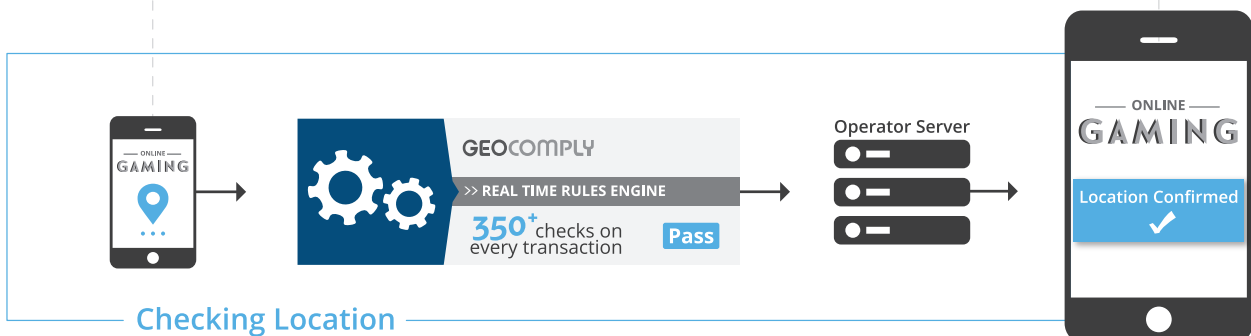 ONLINE
GAMING
GEOCOMPLY
>> REAL TIME RULES ENGINE
350+ checks on
every transaction
Pass
Operator Server
ONLINE
GAMING
Location Confirmed
Checking Location